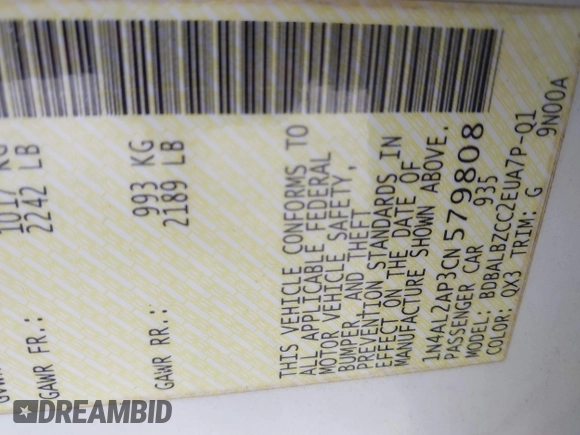 1017 KG
GAWR FR.: 2242 LB
993 KG
GAWR RR.: 2189 LB
THIS VEHICLE CONFORMS TO
ALL APPLICABLE FEDERAL
MOTOR VEHICLE SAFETY,
BUMPER, AND THEFT
PREVENTION STANDARDS IN
EFFECT ON THE DATE OF
MANUFACTURE SHOWN ABOVE.
1N4AL2AP3CN579808
PASSENGER CAR 935
MODEL: BDBALBZCC2EUA7P-Q1
COLOR: QX3 TRIM: G 9N00A
DREAMBID